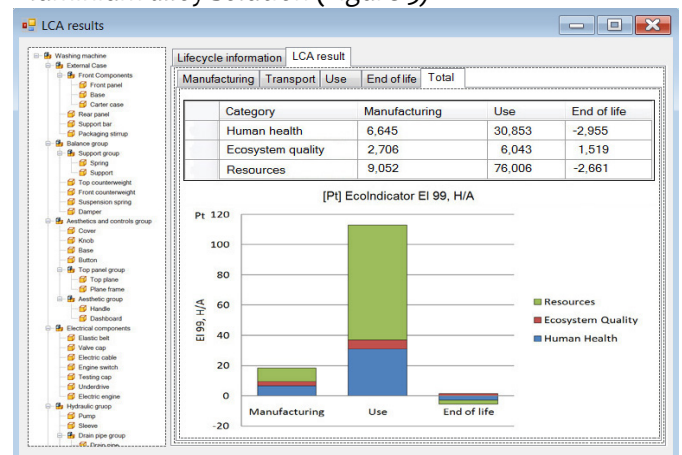 LCA results
Washing machine
External Case
Front Components
Front panel
Base
Carter case
Rear panel
Support bar
Packaging stirrup
Balance group
Support group
Spring
Support
Top counterweight
Front counterweight
Suspension spring
Damper
Aesthetics and controls group
Cover
Knob
Base
Button
Top panel group
Top plane
Plane frame
Aesthetic group
Handle
Dashboard
Electrical components
Elastic belt
Valve cap
Electric cable
Engine switch
Testing cap
Underdrive
Electric engine
Hydraulic gruop
Pump
Sleeve
Drain pipe group
Drain pipe
Lifecycle information LCA result
Manufacturing Transport Use End of life Total
Category Manufacturing Use End of life
Human health 6,645 30,853 -2,955
Ecosystem quality 2,706 6,043 1,519
Resources 9,052 76,006 -2,661
[Pt] EcoIndicator EI 99, H/A
Pt 120
100
80
60
40
20
0
-20
EI 99, H/A
Manufacturing Use End of life
Resources
Ecosystem Quality
Human Health